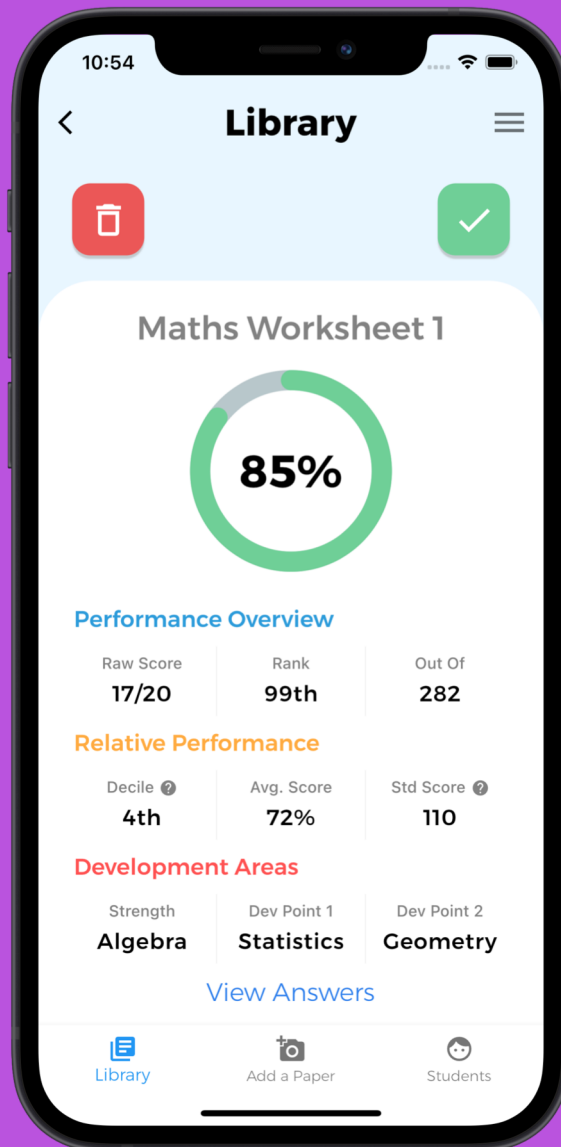 10:54
Library
Maths Worksheet 1
85%
Performance Overview
Raw Score Rank Out Of
17/20 99th 282
Relative Performance
Decile ? Avg. Score Std Score ?
4th 72% 110
Development Areas
Strength Dev Point 1 Dev Point 2
Algebra Statistics Geometry
View Answers
Library Add a Paper Students